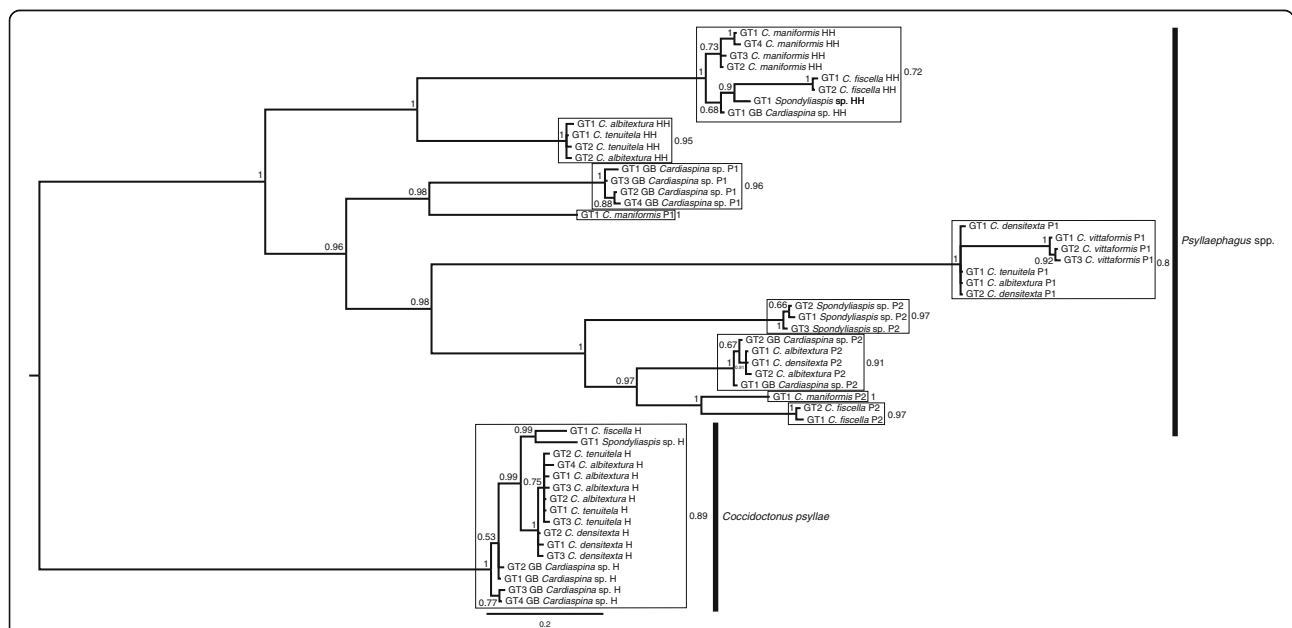 1
GT1 C. maniformis HH
GT4 C. maniformis HH
0.73
GT3 C. maniformis HH
GT2 C. maniformis HH
0.72
1
GT1 C. fiscella HH
0.9
GT2 C. fiscella HH
1
GT1 Spondyliaspis sp. HH
0.68
GT1 GB Cardiaspina sp. HH
1
GT1 C. albitextura HH
1
GT1 C. tenuitela HH
0.95
GT2 C. tenuitela HH
GT2 C. albitextura HH
1
GT1 GB Cardiaspina sp. P1
1
GT3 GB Cardiaspina sp. P1
0.96
0.98
GT2 GB Cardiaspina sp. P1
0.88
GT4 GB Cardiaspina sp. P1
GT1 C. maniformis P1
1
0.96
GT1 C. densitexta P1
1
GT1 C. vittaformis P1
GT2 C. vittaformis P1
0.92
GT3 C. vittaformis P1
0.8
1
GT1 C. tenuitela P1
GT1 C. albitextura P1
GT2 C. densitexta P1
Psyllaephagus spp.
0.98
0.66
GT2 Spondyliaspis sp. P2
GT1 Spondyliaspis sp. P2
0.97
1
GT3 Spondyliaspis sp. P2
1
GT2 GB Cardiaspina sp. P2
0.67
GT1 C. albitextura P2
1
GT1 C. densitexta P2
0.91
GT2 C. albitextura P2
GT1 GB Cardiaspina sp. P2
0.97
GT1 C. maniformis P2
1
1
1
GT2 C. fiscella P2
0.97
GT1 C. fiscella P2
0.99
GT1 C. fiscella H
GT1 Spondyliaspis sp. H
GT2 C. tenuitela H
GT4 C. albitextura H
0.99
0.75
GT1 C. albitextura H
GT3 C. albitextura H
GT2 C. albitextura H
GT1 C. tenuitela H
0.89
Coccidoctonus psyllae
GT3 C. tenuitela H
1
GT2 C. densitexta H
GT1 C. densitexta H
0.53
GT3 C. densitexta H
GT2 GB Cardiaspina sp. H
1
GT1 GB Cardiaspina sp. H
GT3 GB Cardiaspina sp. H
0.77
GT4 GB Cardiaspina sp. H
0.2